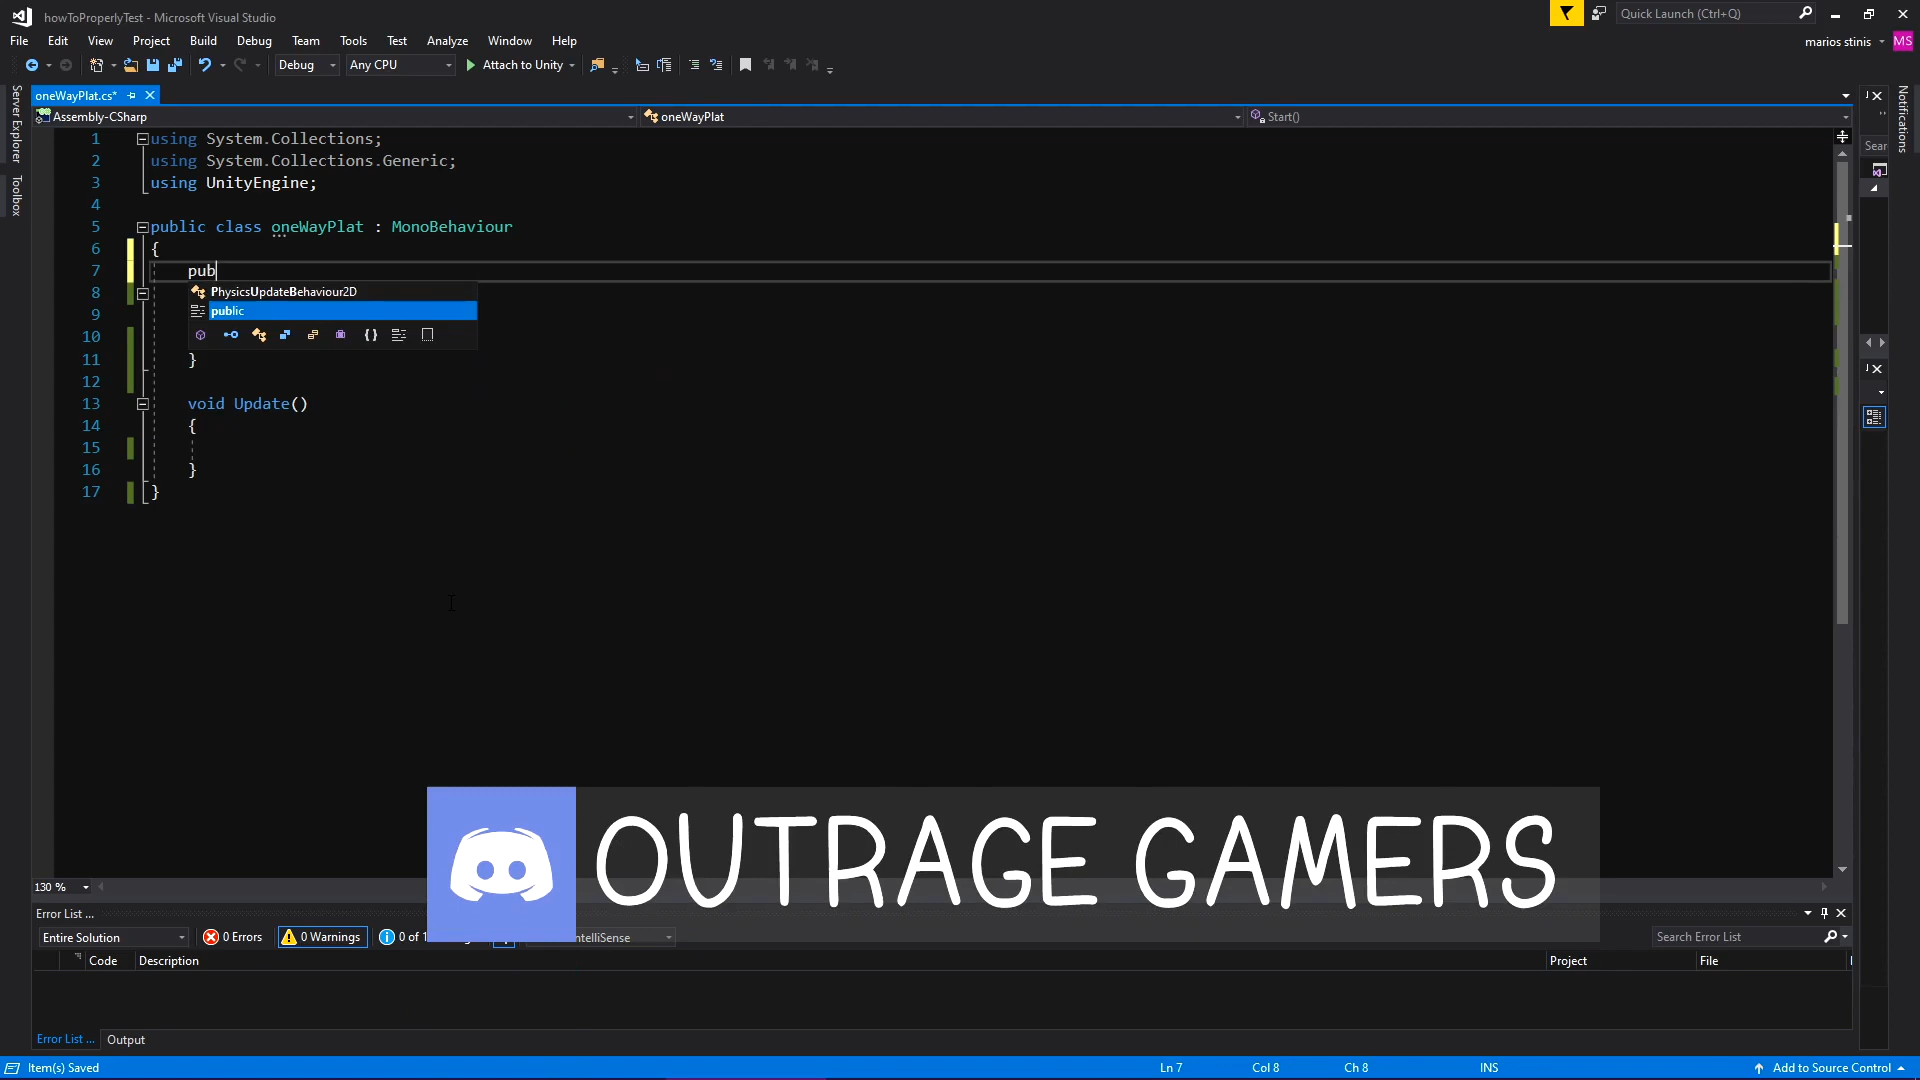 howToProperlyTest - Microsoft Visual Studio
Quick Launch (Ctrl+Q)
File Edit View Project Build Debug Team Tools Test Analyze Window Help
marios stinis MS
Debug Any CPU Attach to Unity
Server Explorer
Toolbox
Notifications
oneWayPlat.cs*
Assembly-CSharp oneWayPlat Start()
Sear
1 using System.Collections;
2 using System.Collections.Generic;
3 using UnityEngine;
4
5 public class oneWayPlat : MonoBehaviour
6 {
7 pub
8 PhysicsUpdateBehaviour2D
9 public
10 { }
11 }
12
13 void Update()
14 {
15
16 }
17 }
OUTRAGE GAMERS
130 %
Error List ...
Entire Solution 0 Errors 0 Warnings 0 of 1 ntelliSense Search Error List
Code Description Project File
Error List ... Output
Item(s) Saved Ln 7 Col 8 Ch 8 INS Add to Source Control